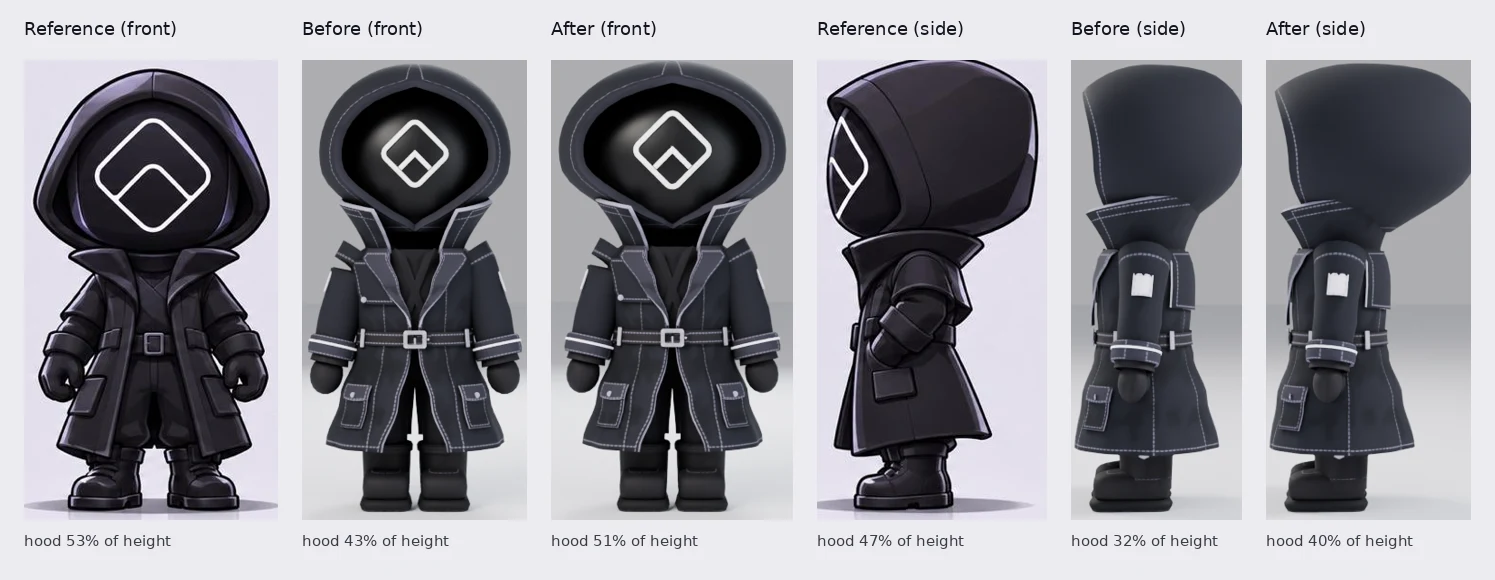 Reference (front)
Before (front)
After (front)
Reference (side)
Before (side)
After (side)
hood 53% of height
hood 43% of height
hood 51% of height
hood 47% of height
hood 32% of height
hood 40% of height